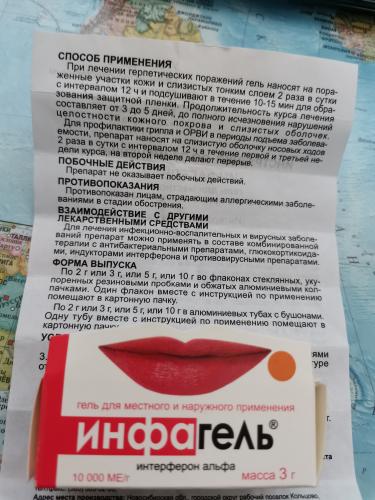 СПОСОБ ПРИМЕНЕНИЯ
При лечении герпетических поражений гель наносят на пора-
женные участки кожи и слизистых тонким слоем 2 раза в сутки
с интервалом 12 ч и подсушивают в течение 10-15 мин для обра-
зования защитной пленки. Продолжительность курса лечения
составляет от 3 до 5 дней, до полного исчезновения нарушений
целостности кожного покрова и слизистых оболочек.
Для профилактики гриппа и ОРВИ в периоды подъема заболева-
емости, препарат наносят на слизистую оболочку носовых ходов
2 раза в сутки с интервалом 12 ч в течение первой и третьей не-
дели курса, на второй неделе делают перерыв.
ПОБОЧНЫЕ ДЕЙСТВИЯ
Препарат не оказывает побочных действий.
ПРОТИВОПОКАЗАНИЯ
Противопоказан лицам, страдающим аллергическими заболе-
ваниями в стадии обострения.
ВЗАИМОДЕЙСТВИЕ С ДРУГИМИ
ЛЕКАРСТВЕННЫМИ СРЕДСТВАМИ
Для лечения инфекционно-воспалительных и вирусных заболе-
ваний препарат можно применять в составе комбинированной
терапии с антибактериальными препаратами, глюкокортикоида-
ми, индукторами интерферона и противовирусными препаратами.
ФОРМА ВЫПУСКА
По 2 г или 3 г, или 5 г, или 10 г во флаконах стеклянных, уку-
поренных резиновыми пробками и обжатых алюминиевыми кол-
пачками. Один флакон вместе с инструкцией по применению
помещают в картонную пачку.
По 2 г или 3 г, или 5 г, или 10 г в алюминиевых тубах с бушонами.
Одну тубу вместе с инструкцией по применению помещают в
картонную пачку
гель для местного и наружного применения
инфагель®
интерферон альфа
10 000 МЕ/г
масса 3 г
Новосибирская обл., городской округ рабочий поселок Кольцово,